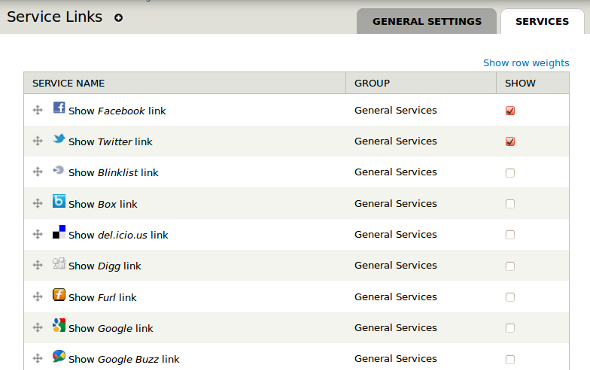 Service Links
GENERAL SETTINGS
SERVICES
Show row weights
SERVICE NAME GROUP SHOW
Show Facebook link General Services
Show Twitter link General Services
Show Blinklist link General Services
Show Box link General Services
Show del.icio.us link General Services
Show Digg link General Services
Show Furl link General Services
Show Google link General Services
Show Google Buzz link General Services